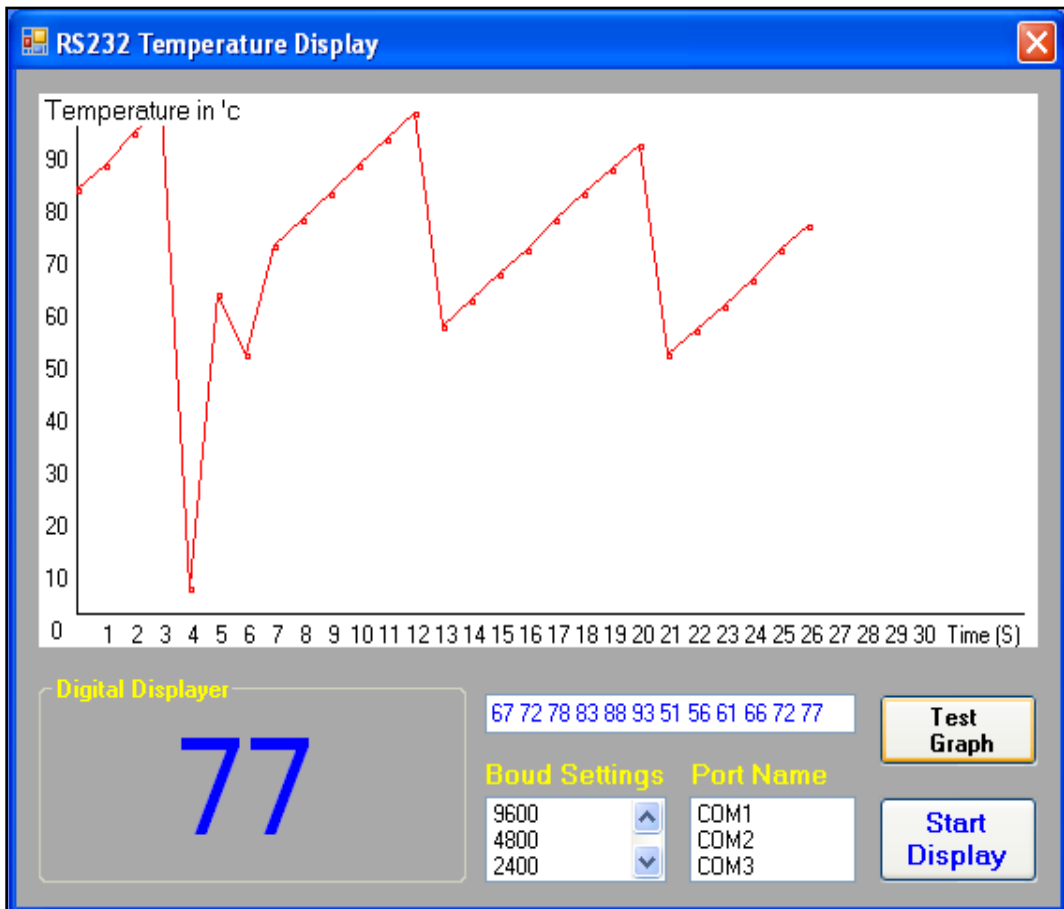 RS232 Temperature Display
Temperature in 'c
90
80
70
60
50
40
30
20
10
0
1 2 3 4 5 6 7 8 9 10 11 12 13 14 15 16 17 18 19 20 21 22 23 24 25 26 27 28 29 30 Time (S)
Digital Displayer
77
67 72 78 83 88 93 51 56 61 66 72 77
Test
Graph
Boud Settings
9600
4800
2400
Port Name
COM1
COM2
COM3
Start
Display